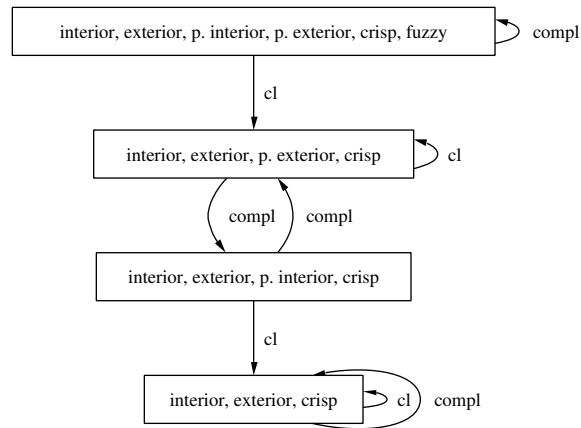 interior, exterior, p. interior, p. exterior, crisp, fuzzy
compl
cl
interior, exterior, p. exterior, crisp
cl
compl
compl
interior, exterior, p. interior, crisp
cl
interior, exterior, crisp
cl
compl